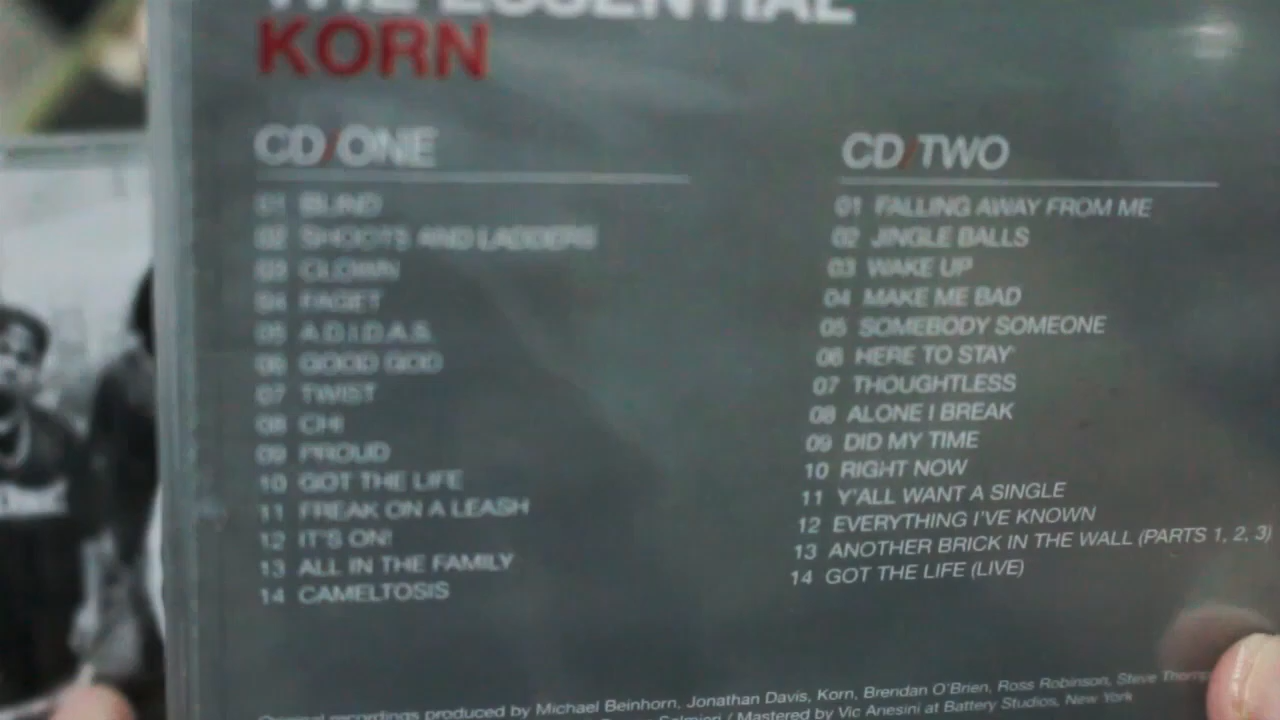 THE ESSENTIAL
KORN
CD/ONE
01 BLIND
02 SHOOTS AND LADDERS
03 CLOWN
04 FAGET
05 A.D.I.D.A.S.
06 GOOD GOD
07 TWIST
08 CHI
09 PROUD
10 GOT THE LIFE
11 FREAK ON A LEASH
12 IT'S ON!
13 ALL IN THE FAMILY
14 CAMELTOSIS
CD/TWO
01 FALLING AWAY FROM ME
02 JINGLE BALLS
03 WAKE UP
04 MAKE ME BAD
05 SOMEBODY SOMEONE
06 HERE TO STAY
07 THOUGHTLESS
08 ALONE I BREAK
09 DID MY TIME
10 RIGHT NOW
11 Y'ALL WANT A SINGLE
12 EVERYTHING I'VE KNOWN
13 ANOTHER BRICK IN THE WALL (PARTS 1, 2, 3)
14 GOT THE LIFE (LIVE)
recordings produced by Michael Beinhorn, Jonathan Davis, Korn, Brendan O'Brien, Ross Robinson, Steve
/ Mastered by Vic Anesini at Battery Studios, New York